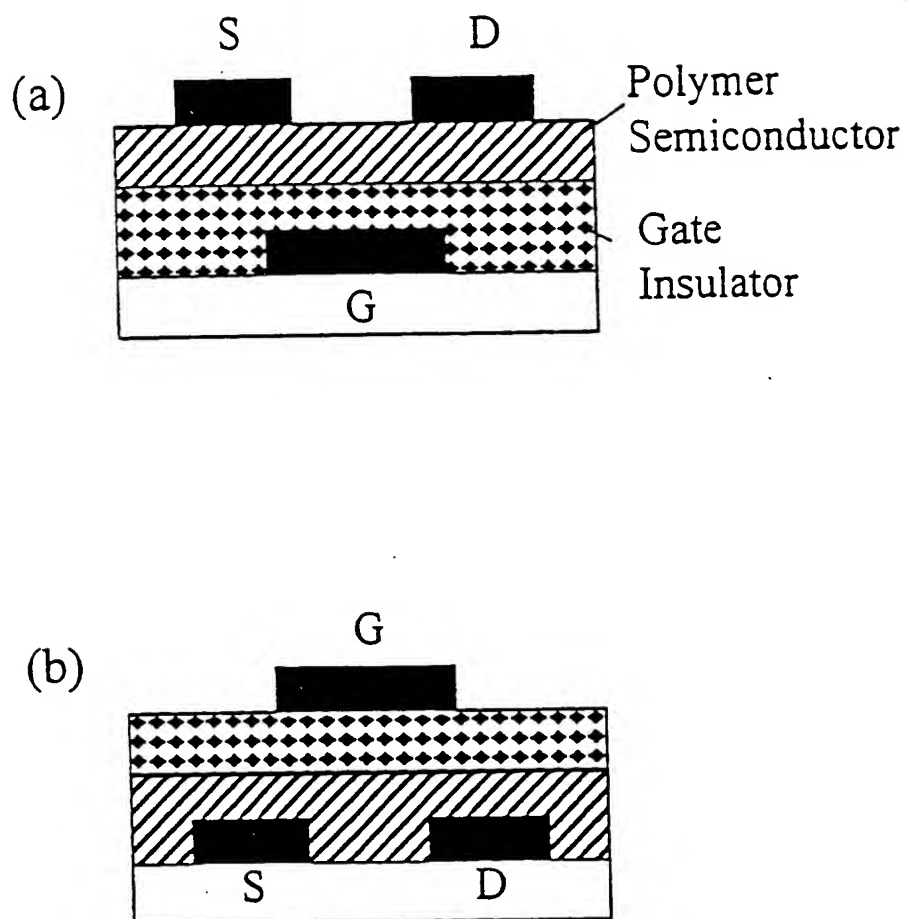 S D
(a)
Polymer
Semiconductor
Gate
Insulator
G
G
(b)
S D